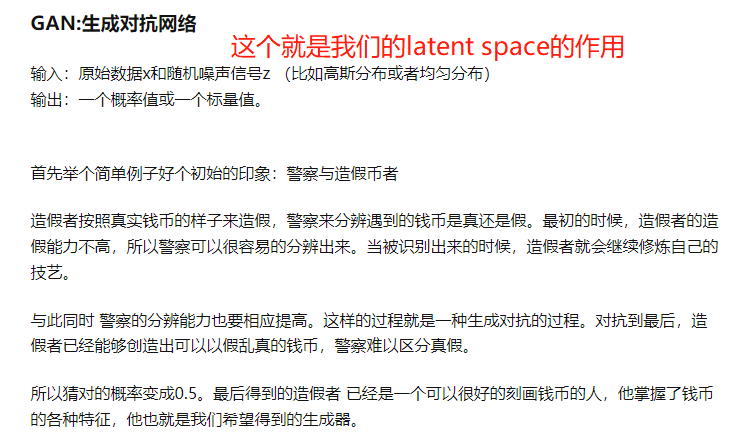 GAN:生成对抗网络
这个就是我们的latent space的作用
输入：原始数据x和随机噪声信号z （比如高斯分布或者均匀分布）
输出：一个概率值或一个标量值。
首先举个简单例子好个初始的印象：警察与造假币者
造假者按照真实钱币的样子来造假，警察来分辨遇到的钱币是真还是假。最初的时候，造假者的造
假能力不高，所以警察可以很容易的分辨出来。当被识别出来的时候，造假者就会继续修炼自己的
技艺。
与此同时 警察的分辨能力也要相应提高。这样的过程就是一种生成对抗的过程。对抗到最后，造
假者已经能够创造出可以以假乱真的钱币，警察难以区分真假。
所以猜对的概率变成0.5。最后得到的造假者 已经是一个可以很好的刻画钱币的人，他掌握了钱币
的各种特征，他也就是我们希望得到的生成器。